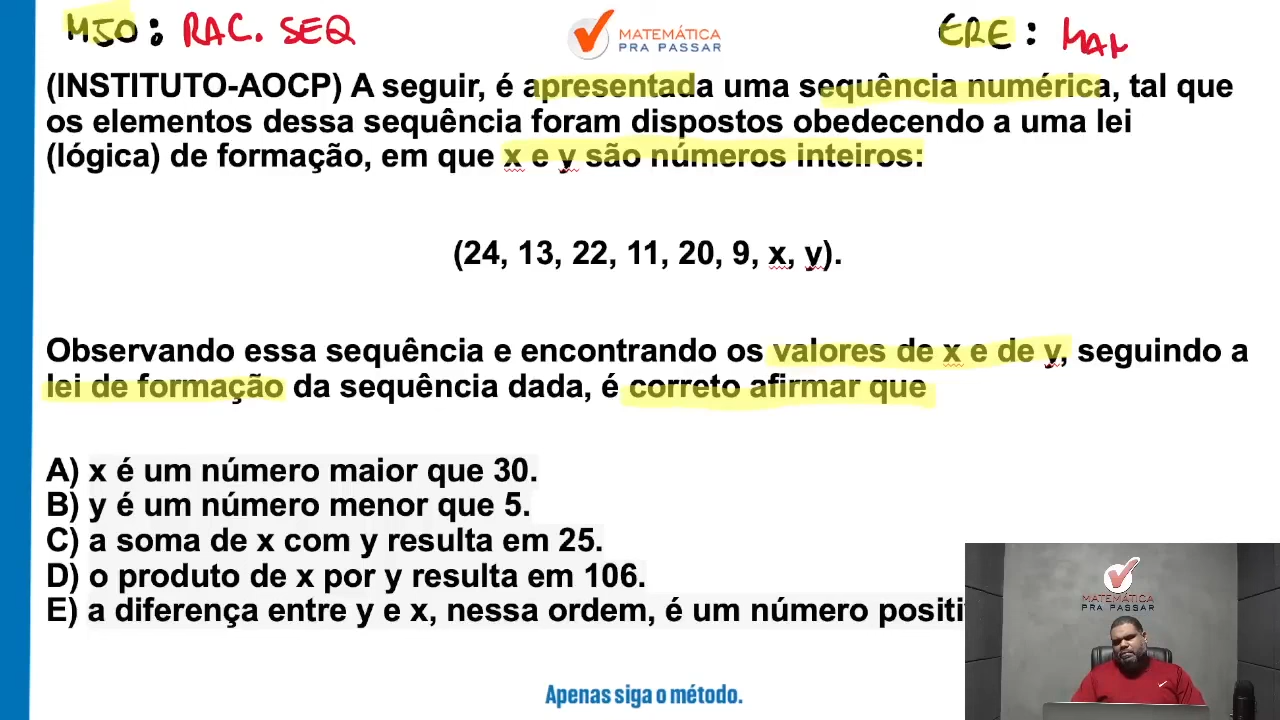 MJO : RAC. SEQ
MATEMÁTICA
PRA PASSAR
ERE : MAN
(INSTITUTO-AOCP) A seguir, é apresentada uma sequência numérica, tal que
os elementos dessa sequência foram dispostos obedecendo a uma lei
(lógica) de formação, em que x e y são números inteiros:
(24, 13, 22, 11, 20, 9, x, y).
Observando essa sequência e encontrando os valores de x e de y, seguindo a
lei de formação da sequência dada, é correto afirmar que
A) x é um número maior que 30.
B) y é um número menor que 5.
C) a soma de x com y resulta em 25.
D) o produto de x por y resulta em 106.
E) a diferença entre y e x, nessa ordem, é um número positi
MATEMÁTICA
PRA PASSAR
Apenas siga o método.